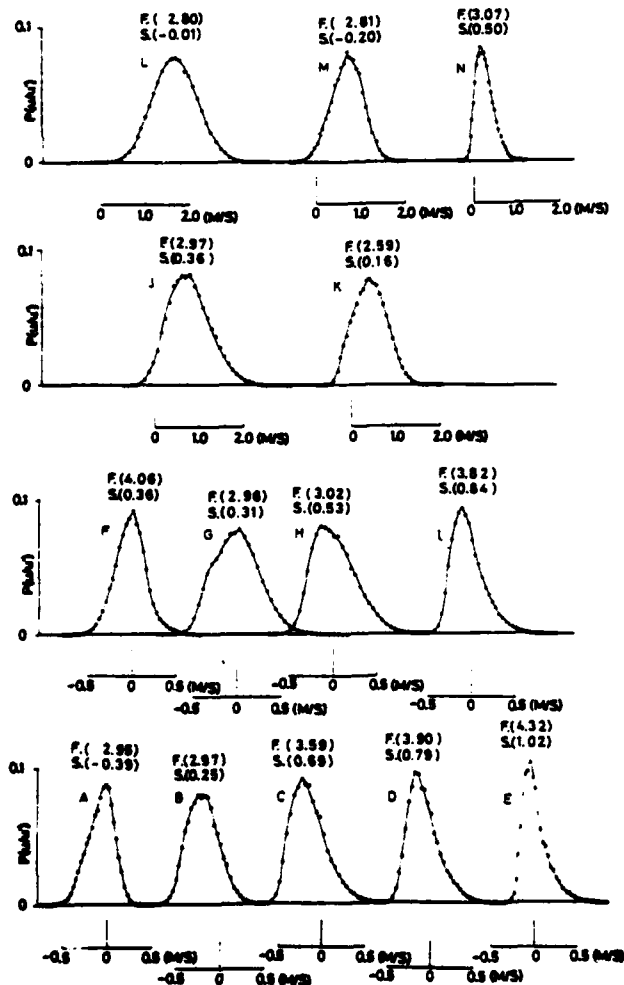 0.1
F.( 2.80) F.( 2.81) F.(3.07)
S.(-0.01) S.(-0.20) S.(0.50)
L M N
0
0 1.0 2.0 (M/S) 0 1.0 2.0 (M/S) 0 1.0 2.0 (M/S)
0.1
F.(2.97) F.(2.59)
S.(0.36) S.(0.16)
J K
0
0 1.0 2.0 (M/S) 0 1.0 2.0 (M/S)
0.1
F.(4.06) F.(2.96) F.(3.02) F.(3.82)
S.(0.36) S.(0.31) S.(0.53) S.(0.84)
F G H I
0
-0.5 0 0.5 (M/S) -0.5 0 0.5 (M/S) -0.5 0 0.5 (M/S) -0.5 0 0.5 (M/S)
0.1
F.( 2.95) F.(2.97) F.(3.59) F.(3.90) F.(4.32)
S.(-0.39) S.(0.25) S.(0.69) S.(0.79) S.(1.02)
A B C D E
0
-0.5 0 0.5 (M/S) -0.5 0 0.5 (M/S) -0.5 0 0.5 (M/S) -0.5 0 0.5 (M/S) -0.5 0 0.5 (M/S)